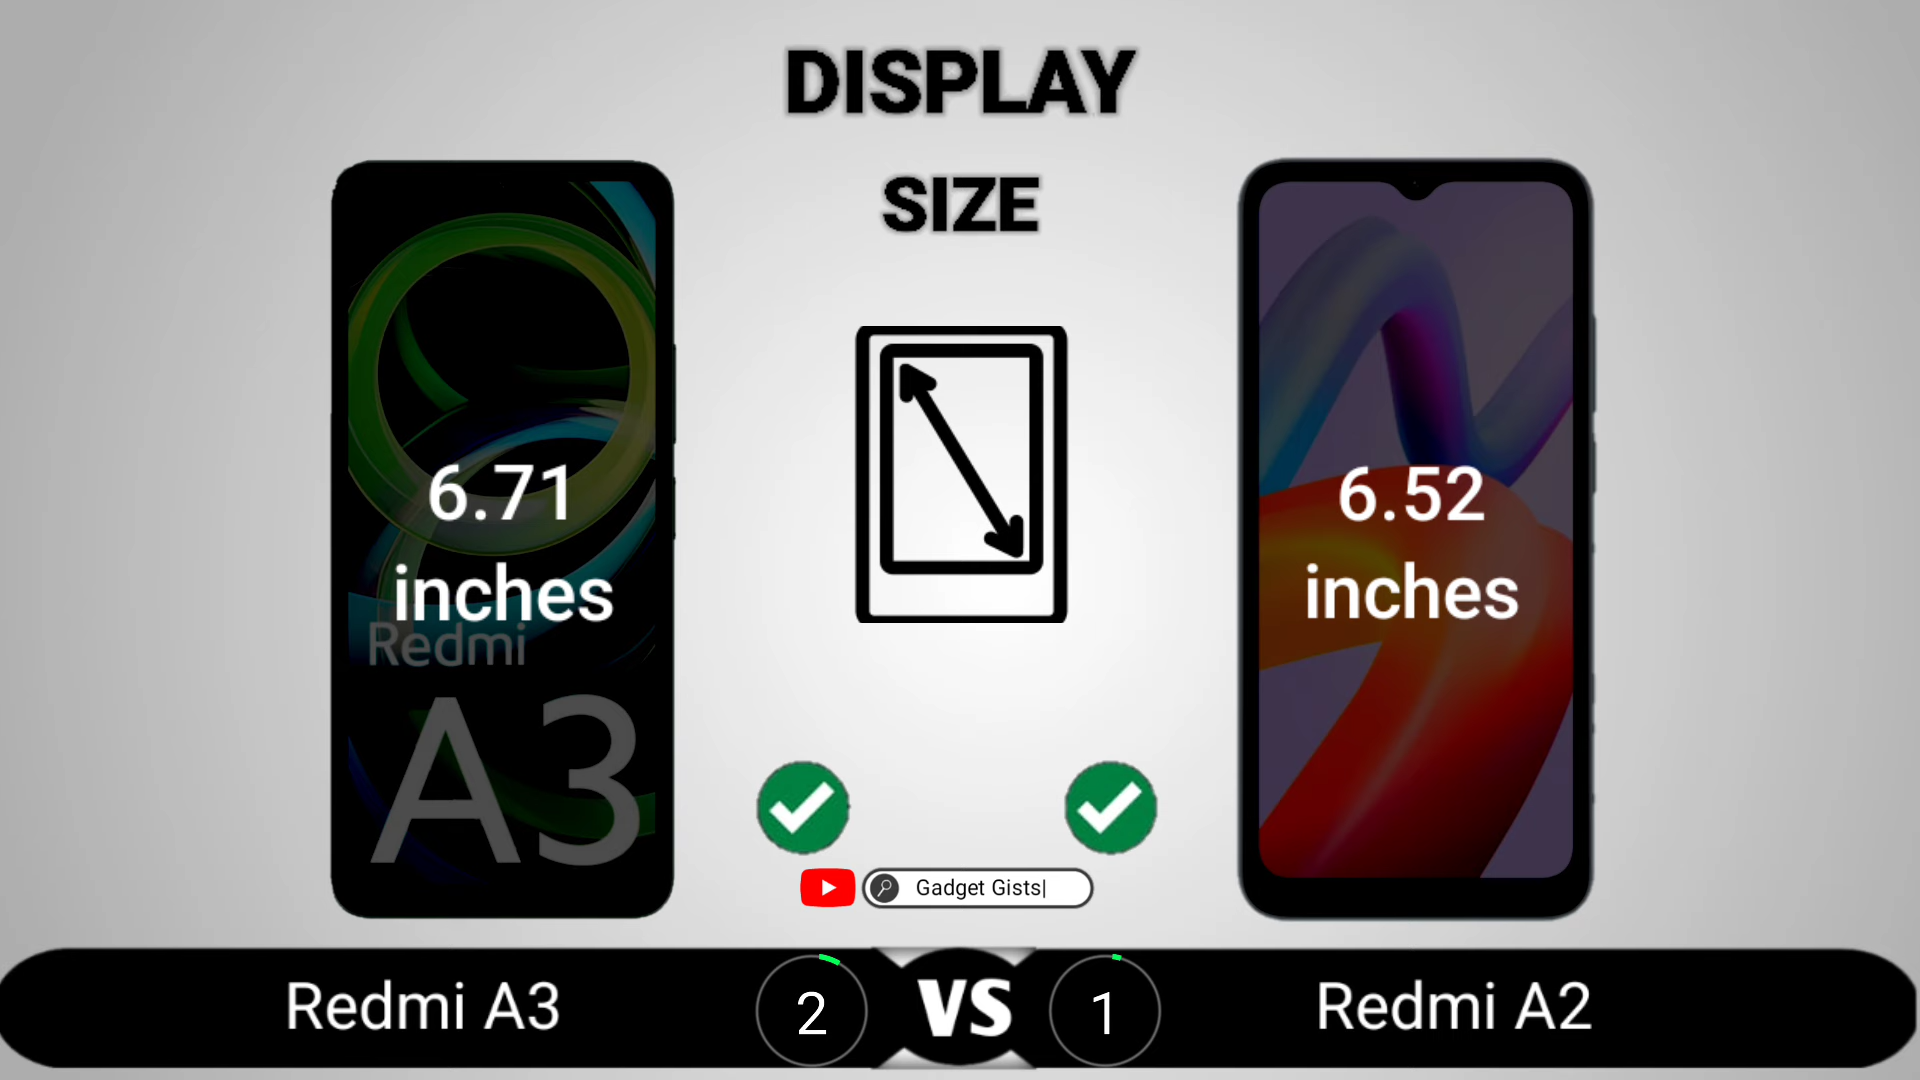 DISPLAY
SIZE
6.71
inches
Redmi
A3
6.52
inches
Gadget Gists|
Redmi A3
2
VS
1
Redmi A2